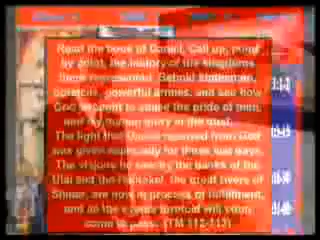 Read the book of Daniel. Call up, point
by point, the history of the kingdoms
there represented. Behold statesmen,
councils, powerful armies, and see how
God wrought to abase the pride of men,
and lay human glory in the dust.
The light that Daniel received from God
was given especially for these last days.
The visions he saw by the banks of the
Ulai and the Hiddekel, the great rivers of
Shinar, are now in process of fulfillment,
and all the events foretold will soon
come to pass. (TM 112-113)